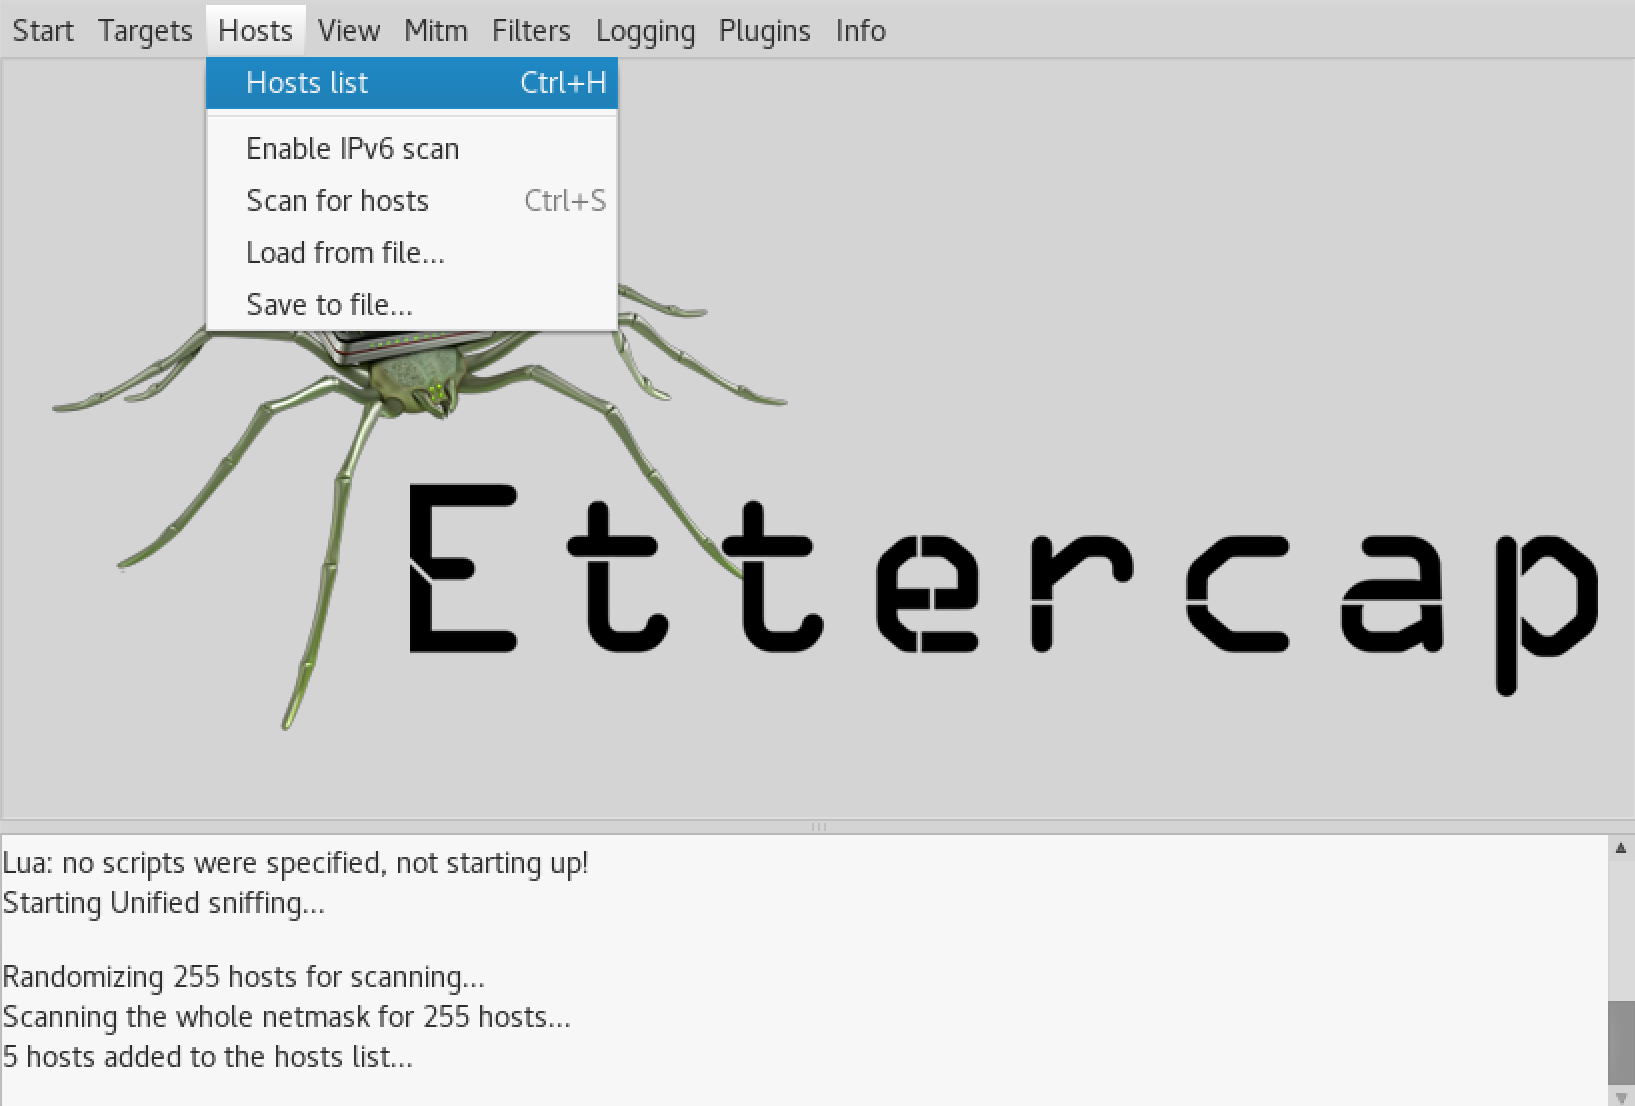 Start Targets Hosts View Mitm Filters Logging Plugins Info
Hosts list Ctrl+H
Enable IPv6 scan
Scan for hosts Ctrl+S
Load from file...
Save to file...
Ettercap
Lua: no scripts were specified, not starting up!
Starting Unified sniffing...
Randomizing 255 hosts for scanning...
Scanning the whole netmask for 255 hosts...
5 hosts added to the hosts list...